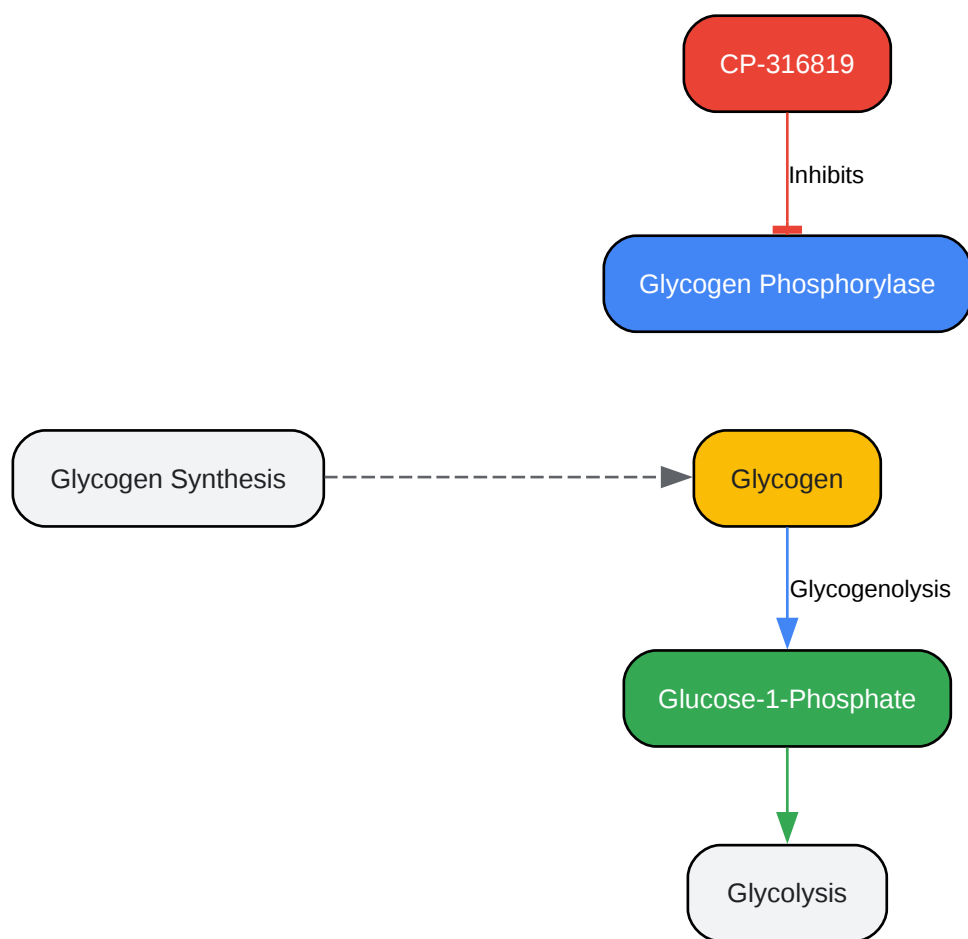 CP-316819
Inhibits
Glycogen Phosphorylase
Glycogen Synthesis
Glycogen
Glycogenolysis
Glucose-1-Phosphate
Glycolysis